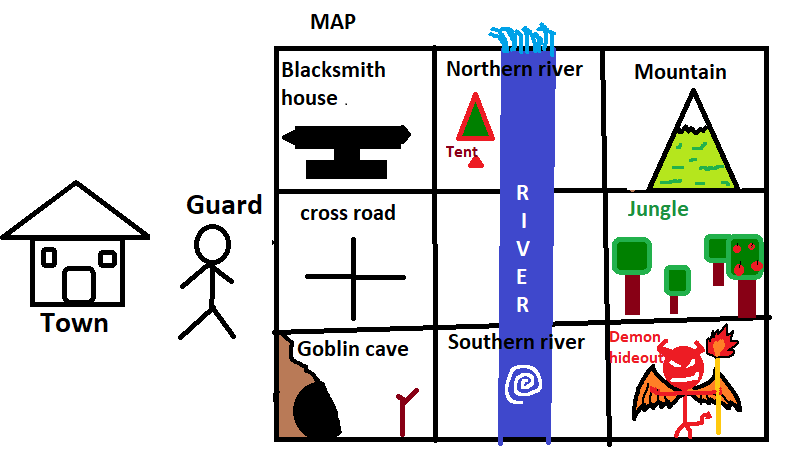 MAP
Blacksmith
house .
Northern river
Mountain
Tent
Guard
cross road
R
I
V
E
R
Jungle
Town
Goblin cave
Southern river
Demon
hideout